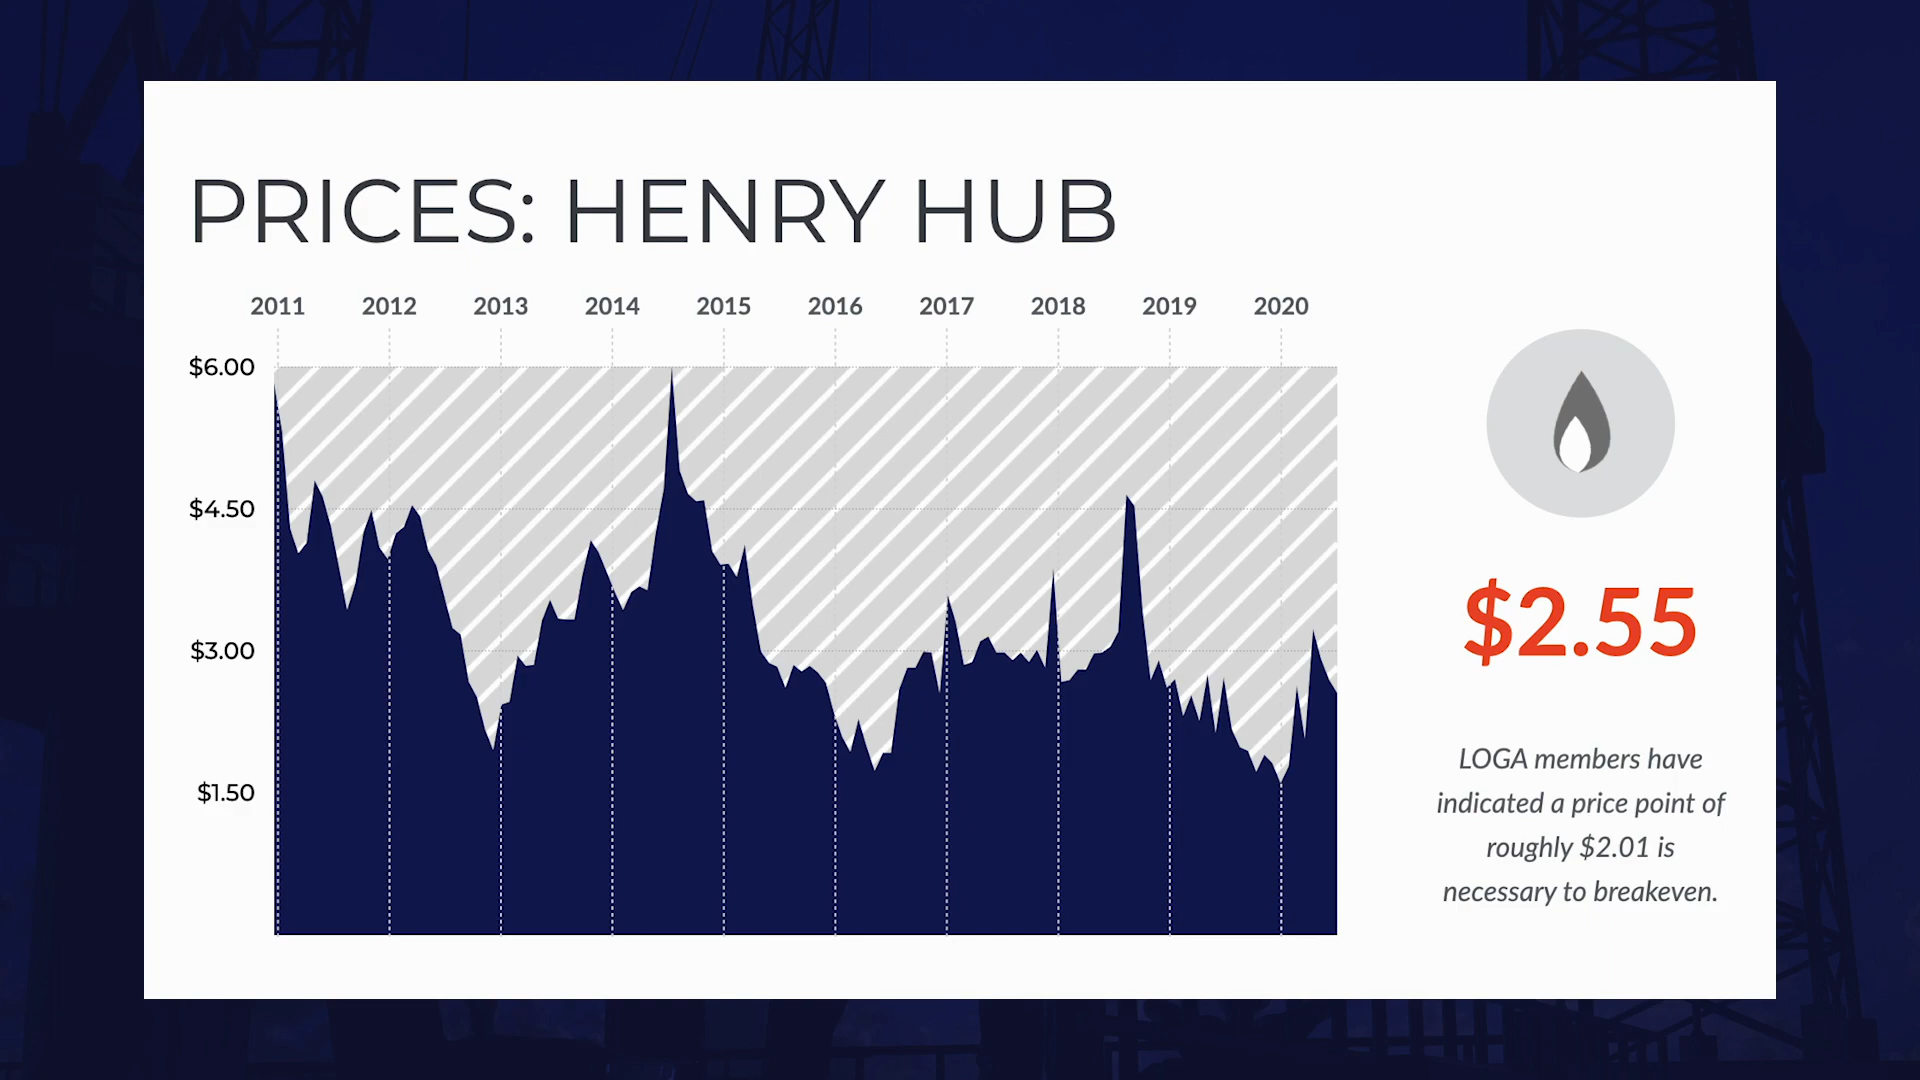 PRICES: HENRY HUB
2011 2012 2013 2014 2015 2016 2017 2018 2019 2020
$6.00
$4.50
$3.00
$1.50
$2.55
LOGA members have
indicated a price point of
roughly $2.01 is
necessary to breakeven.